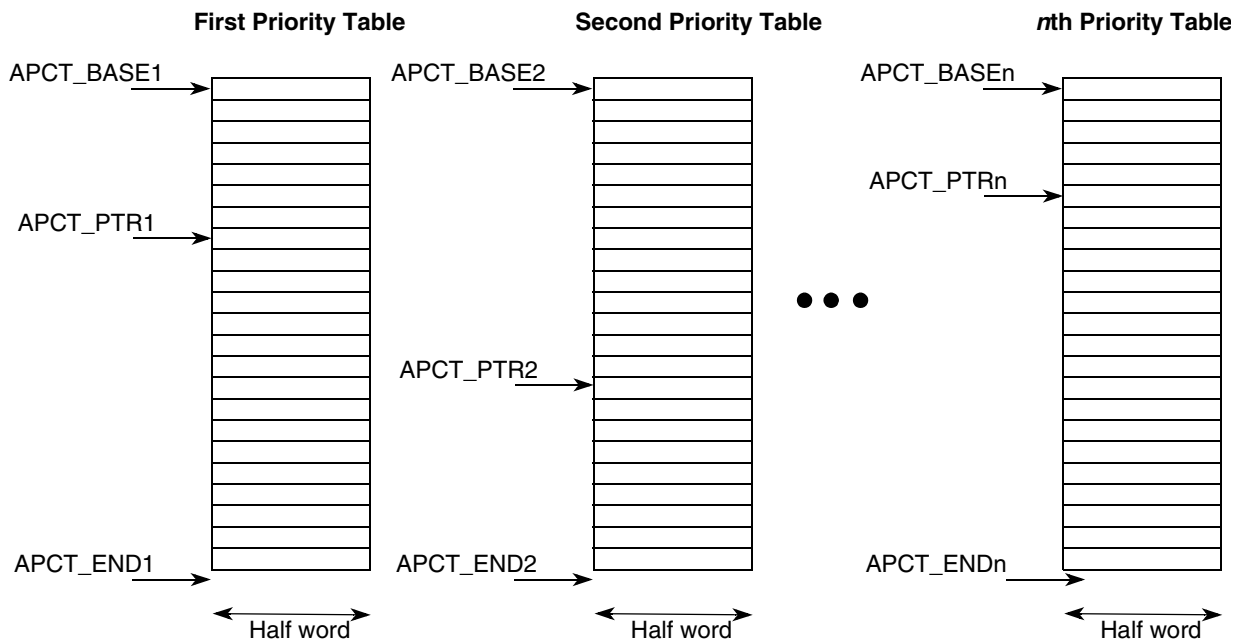 First Priority Table
Second Priority Table
nth Priority Table
APCT_BASE1
APCT_BASE2
APCT_BASEn
APCT_PTR1
APCT_PTR2
APCT_PTRn
APCT_END1
APCT_END2
APCT_ENDn
Half word
Half word
Half word